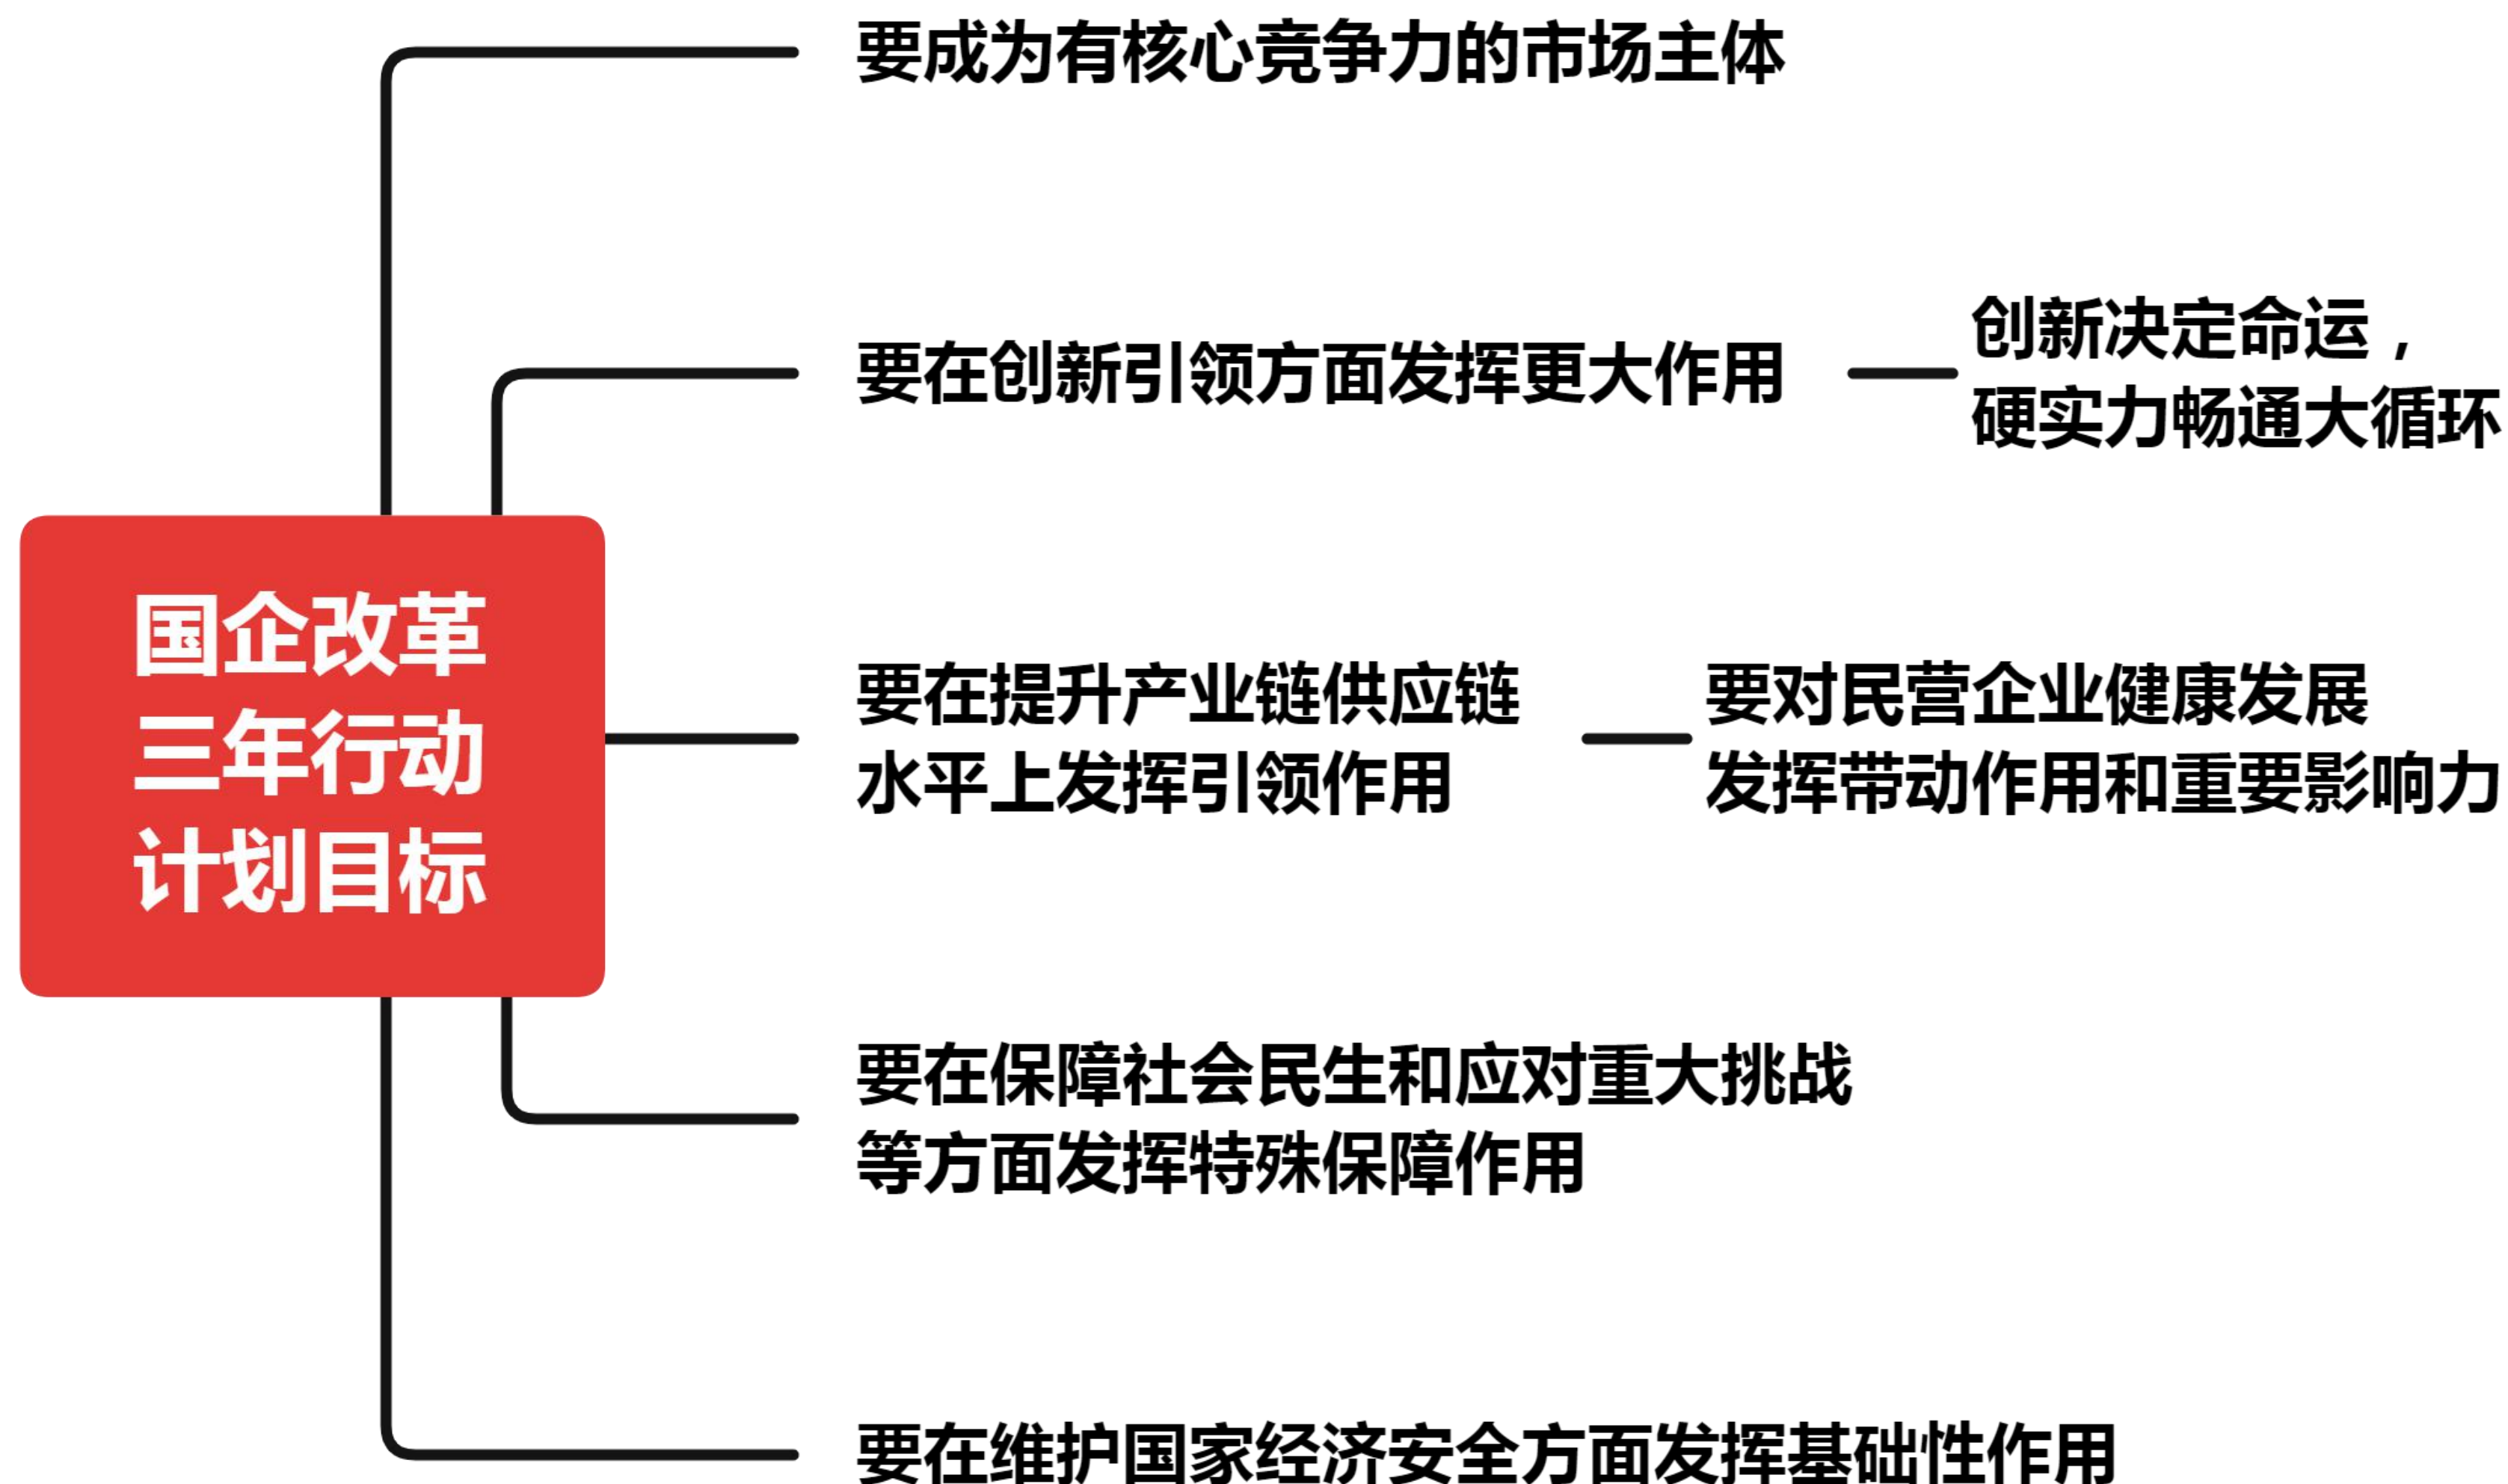 要成为有核心竞争力的市场主体
要在创新引领方面发挥更大作用
创新决定命运，
硬实力畅通大循环
国企改革
三年行动
计划目标
要在提升产业链供应链
水平上发挥引领作用
要对民营企业健康发展
发挥带动作用和重要影响力
要在保障社会民生和应对重大挑战
等方面发挥特殊保障作用
要在维护国家经济安全方面发挥基础性作用